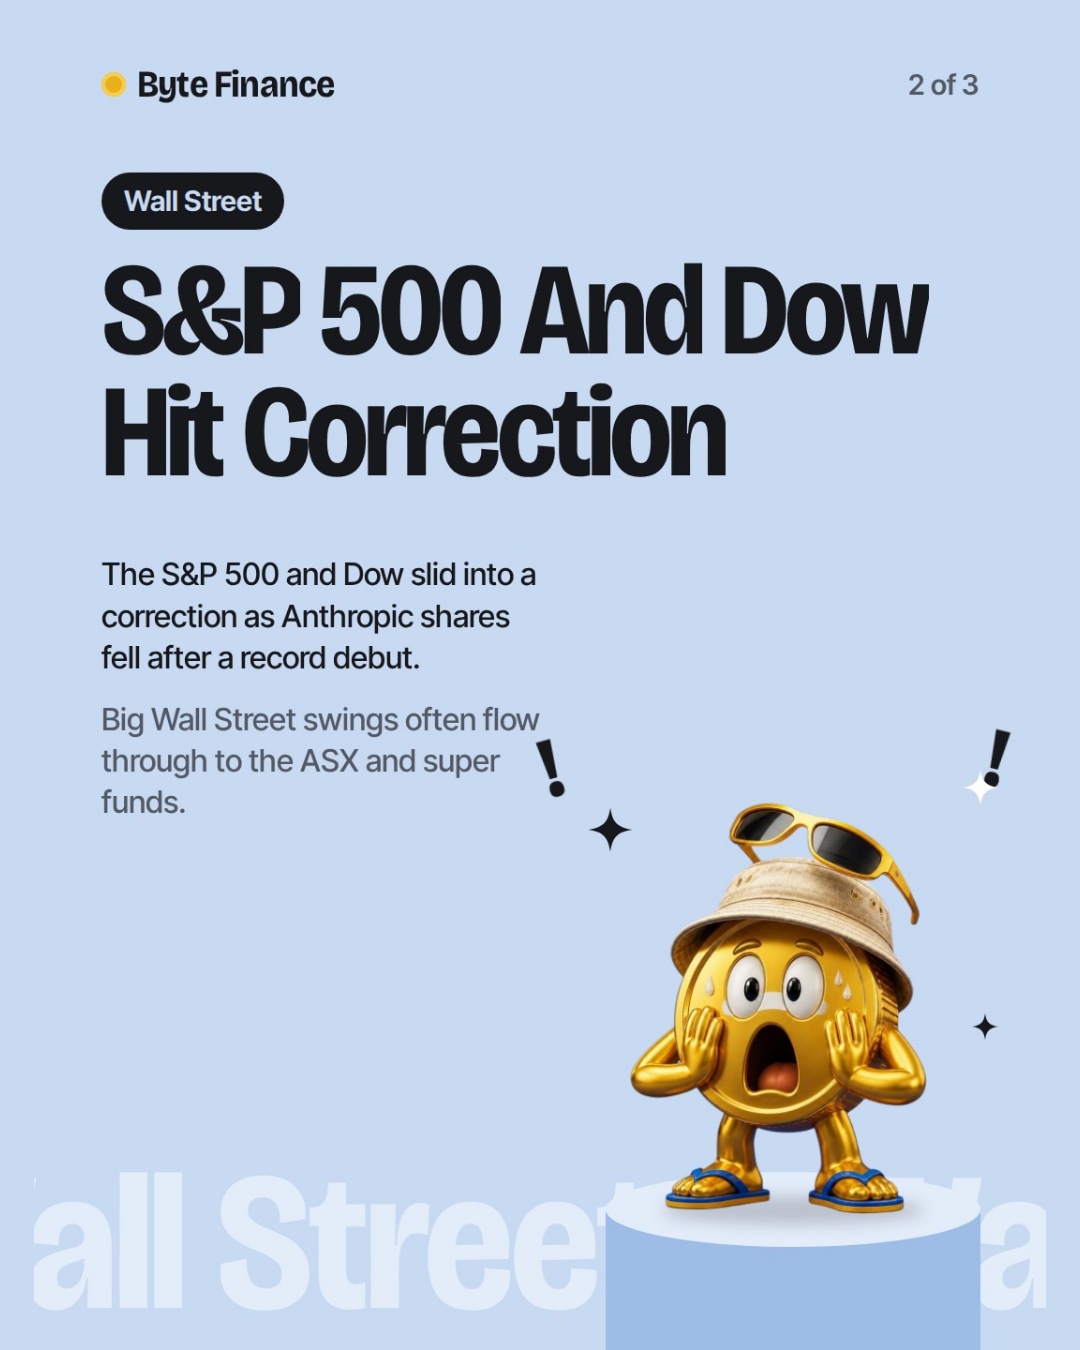 Byte Finance
2 of 3
Wall Street
S&P 500 And Dow
Hit Correction
The S&P 500 and Dow slid into a
correction as Anthropic shares
fell after a record debut.
Big Wall Street swings often flow
through to the ASX and super
funds.
all Street